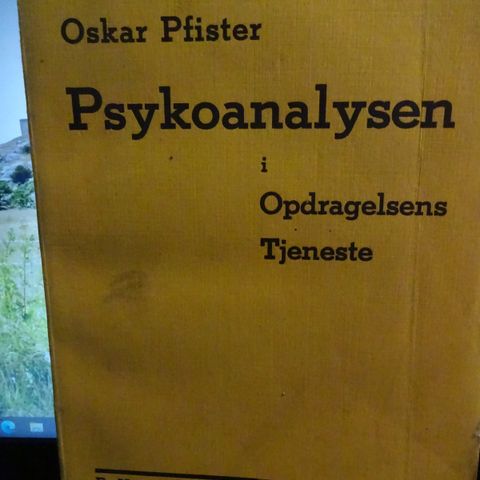 Oskar Pfister
Psykoanalysen
i
Opdragelsens
Tjeneste